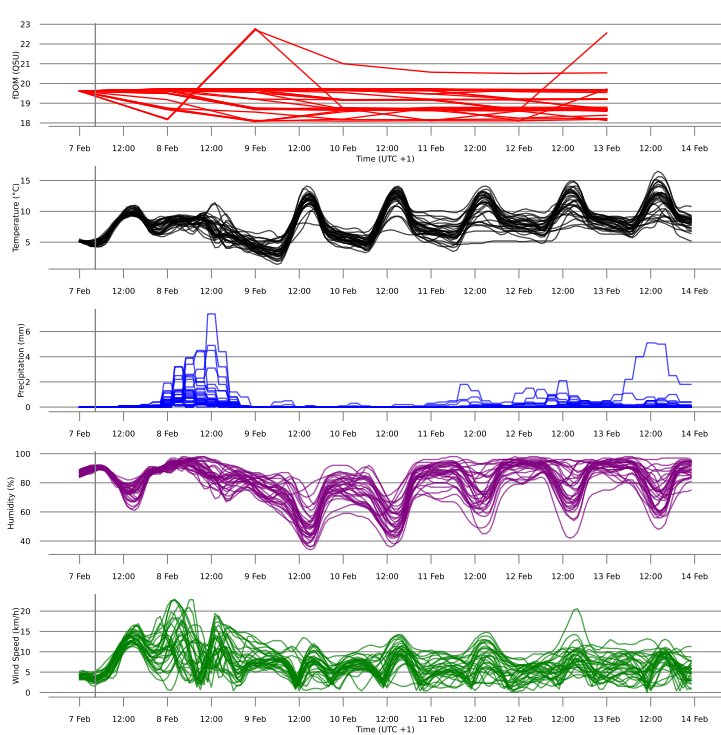 fDOM (QSU)
23
22
21
20
19
18
7 Feb 12:00 8 Feb 12:00 9 Feb 12:00 10 Feb 12:00 11 Feb 12:00 12 Feb 12:00 13 Feb 12:00 14 Feb
Time (UTC +1)
Temperature (°C)
15
10
5
7 Feb 12:00 8 Feb 12:00 9 Feb 12:00 10 Feb 12:00 11 Feb 12:00 12 Feb 12:00 13 Feb 12:00 14 Feb
Precipitation (mm)
6
4
2
0
7 Feb 12:00 8 Feb 12:00 9 Feb 12:00 10 Feb 12:00 11 Feb 12:00 12 Feb 12:00 13 Feb 12:00 14 Feb
Humidity (%)
100
80
60
40
7 Feb 12:00 8 Feb 12:00 9 Feb 12:00 10 Feb 12:00 11 Feb 12:00 12 Feb 12:00 13 Feb 12:00 14 Feb
Wind Speed (km/h)
20
15
10
5
0
7 Feb 12:00 8 Feb 12:00 9 Feb 12:00 10 Feb 12:00 11 Feb 12:00 12 Feb 12:00 13 Feb 12:00 14 Feb
Time (UTC +1)